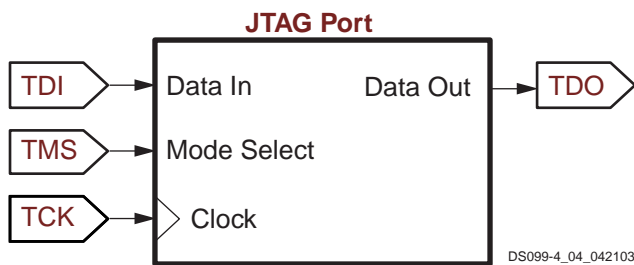 JTAG Port
TDI
Data In
Data Out
TDO
TMS
Mode Select
TCK
Clock
DS099-4_04_042103